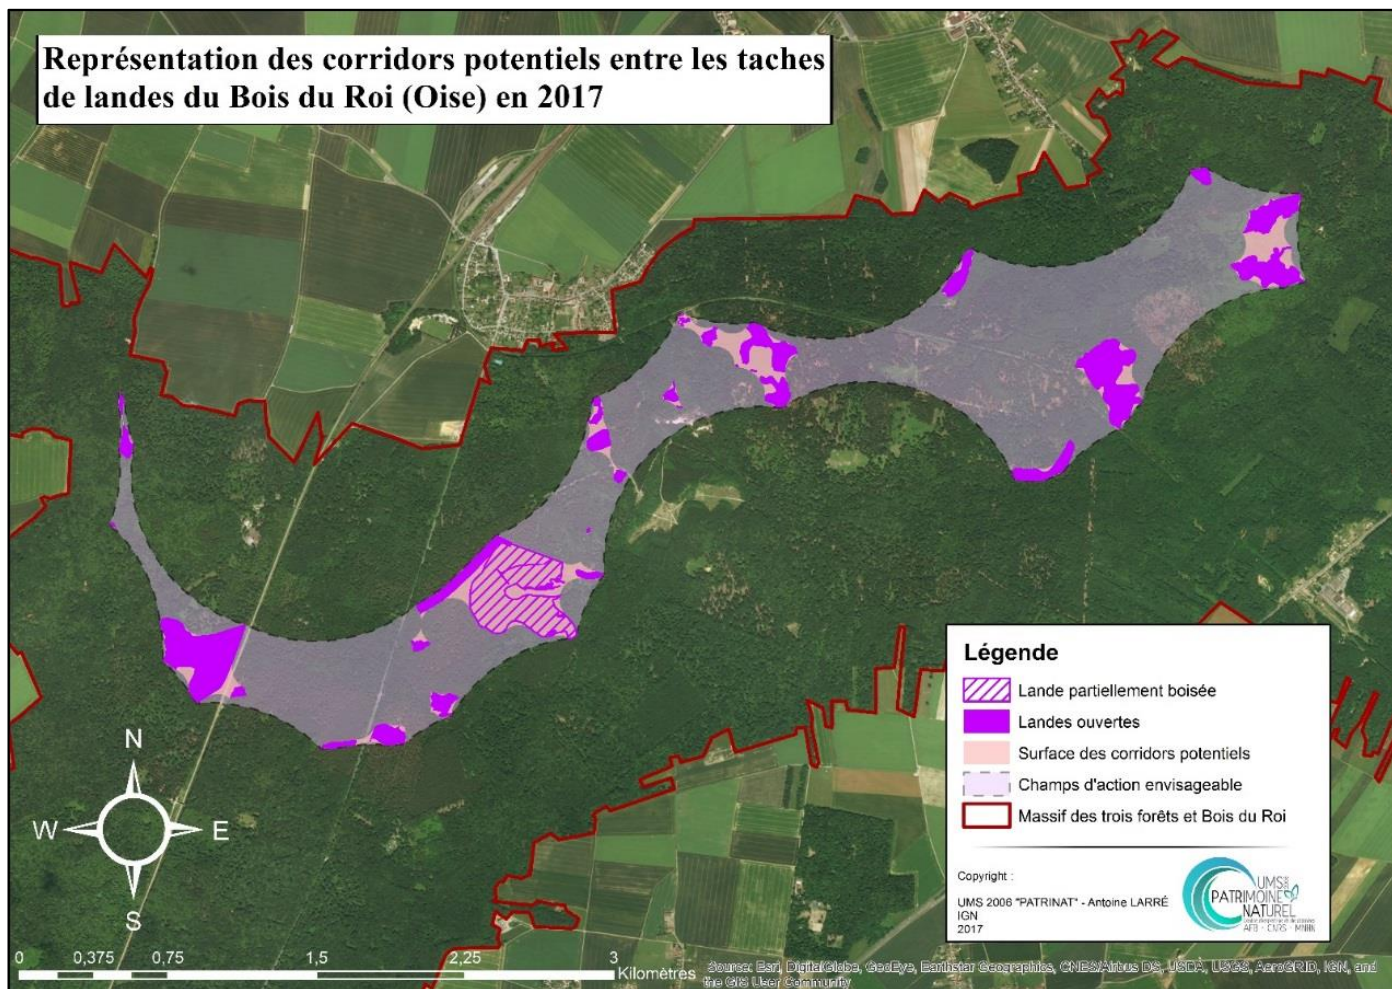 Représentation des corridors potentiels entre les taches
de landes du Bois du Roi (Oise) en 2017
Légende
Lande partiellement boisée
Landes ouvertes
Surface des corridors potentiels
Champs d'action envisageable
Massif des trois forêts et Bois du Roi
Copyright :
UMS 2006 "PATRINAT" - Antoine LARRÉ
IGN
2017
UMS
PATRIMOINE
NATUREL
AFB - CNRS - MNHN
N
W E
S
0 0,375 0,75 1,5 2,25 3
Kilomètres
Source: Esri, DigitalGlobe, GeoEye, Earthstar Geographics, CNES/Airbus DS, USDA, USGS, AeroGRID, IGN, and
the GIS User Community